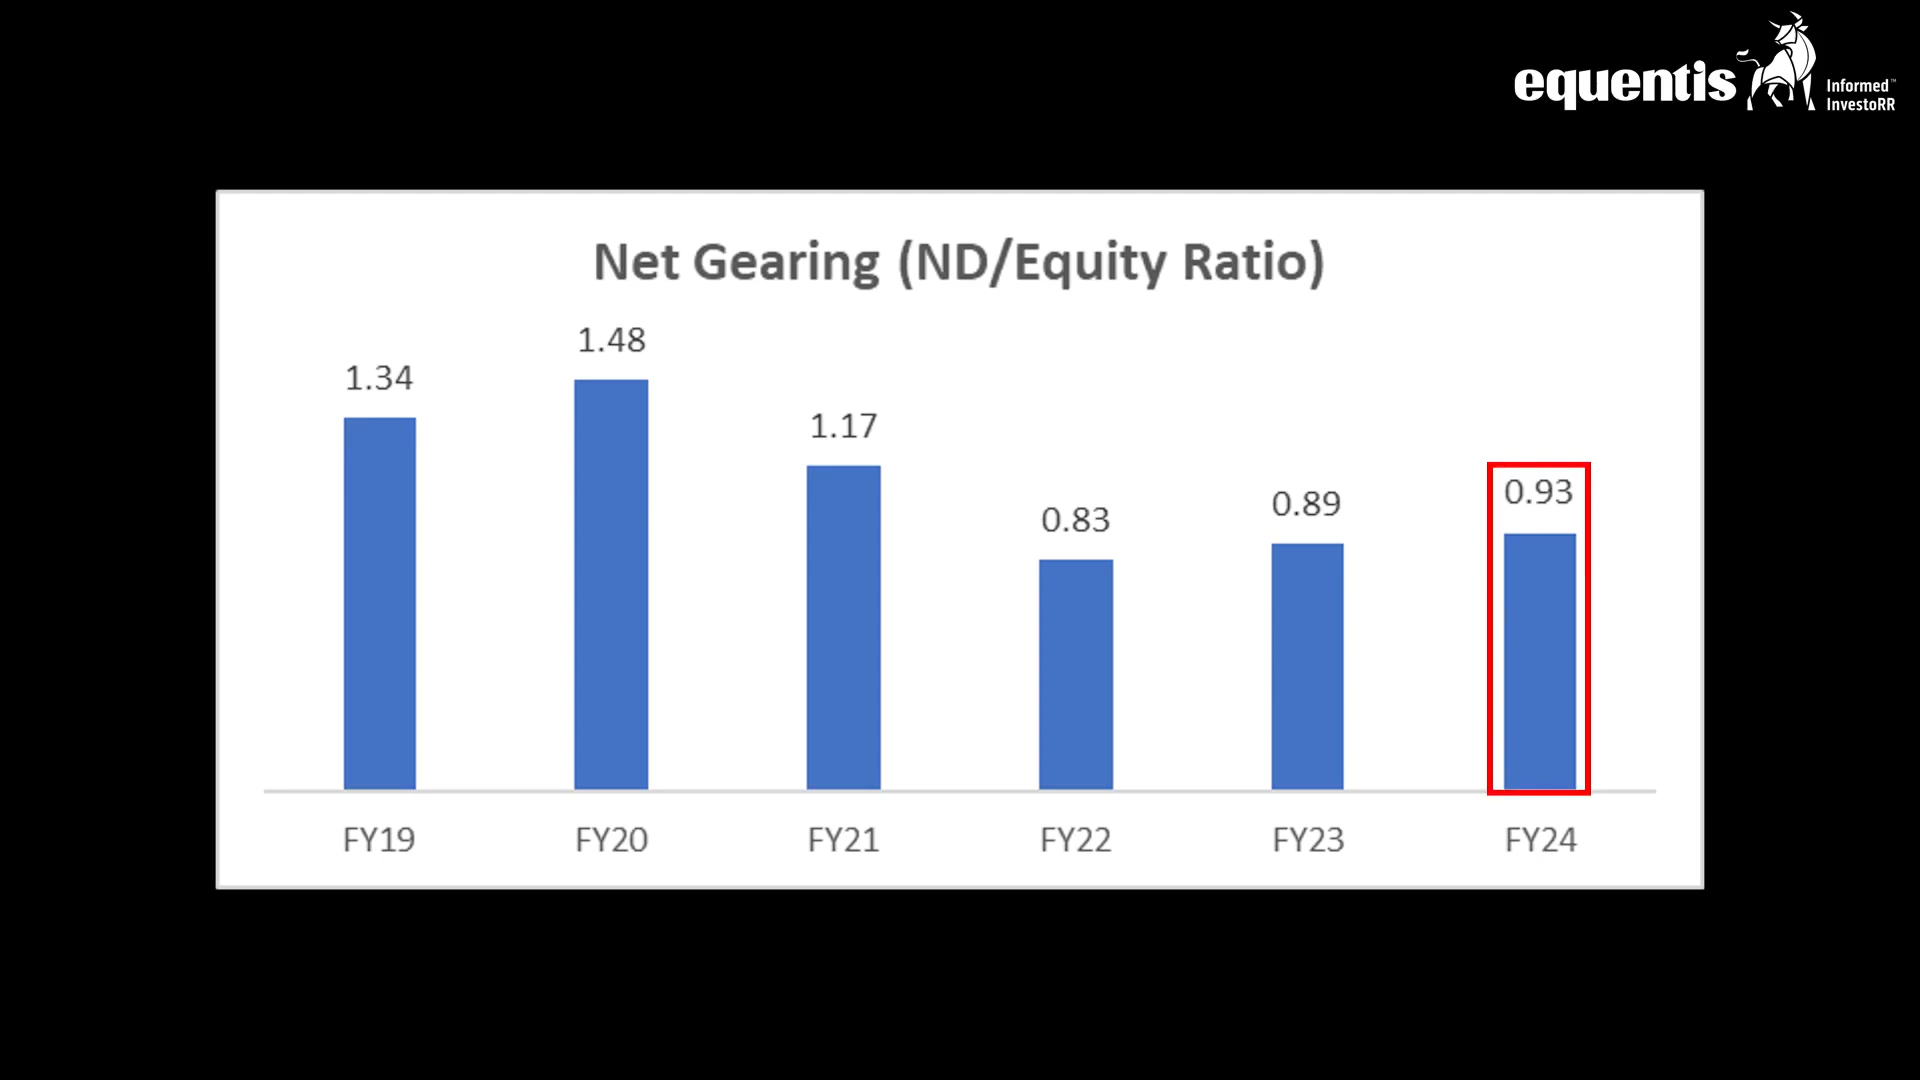 equentis
Informed™
InvestoRR
Net Gearing (ND/Equity Ratio)
1.34
1.48
1.17
0.83
0.89
0.93
FY19
FY20
FY21
FY22
FY23
FY24